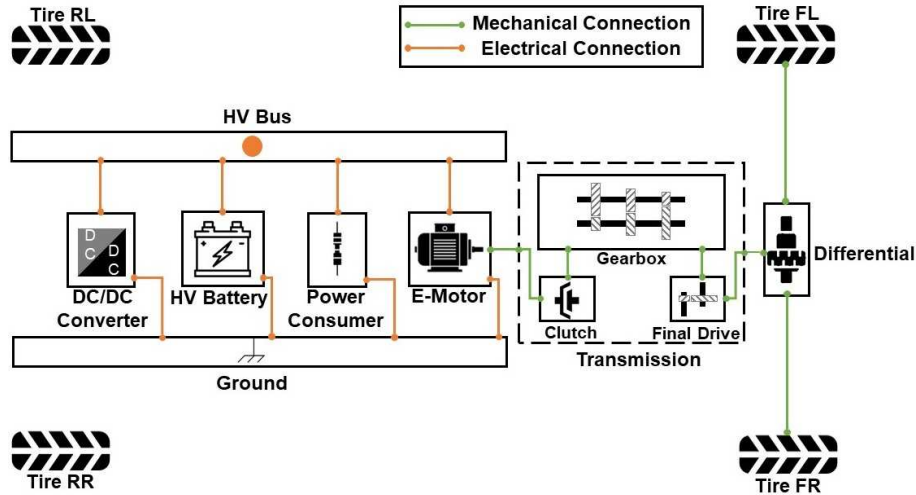 Tire RL
Mechanical Connection
Electrical Connection
Tire FL
HV Bus
D
C
D
C
DC/DC
Converter
HV Battery
Power
Consumer
E-Motor
Gearbox
Clutch
Final Drive
Transmission
Differential
Ground
Tire RR
Tire FR